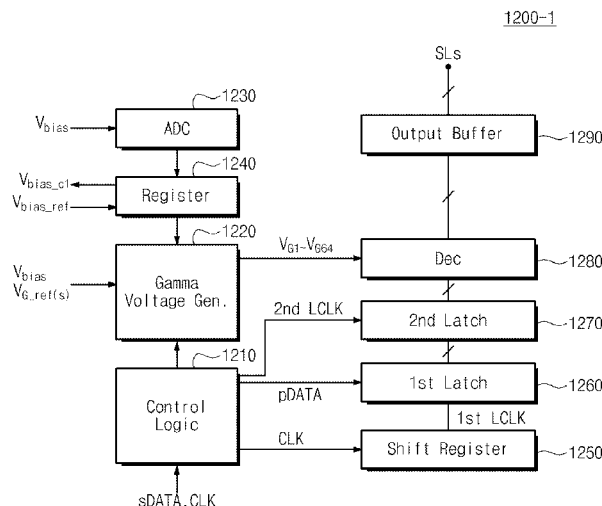 1200-1
SLs
1230
Vbias
ADC
Output Buffer
1290
1240
Vbias_c1
Register
Vbias_ref
1220
VG1~VG64
Dec
1280
Vbias
VG_ref(s)
Gamma
Voltage Gen.
2nd LCLK
2nd Latch
1270
1210
1st Latch
1260
pDATA
Control
Logic
1st LCLK
CLK
Shift Register
1250
sDATA,CLK